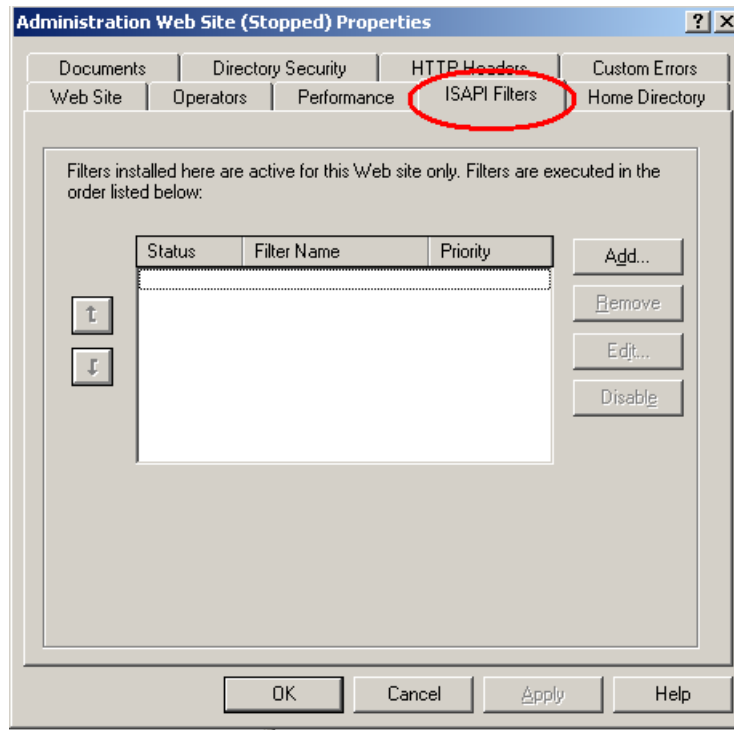 Administration Web Site (Stopped) Properties ? X
Documents Directory Security HTTP Headers Custom Errors
Web Site Operators Performance ISAPI Filters Home Directory
Filters installed here are active for this Web site only. Filters are executed in the
order listed below:
Status Filter Name Priority
Add...
Remove
Edit...
Disable
OK Cancel Apply Help